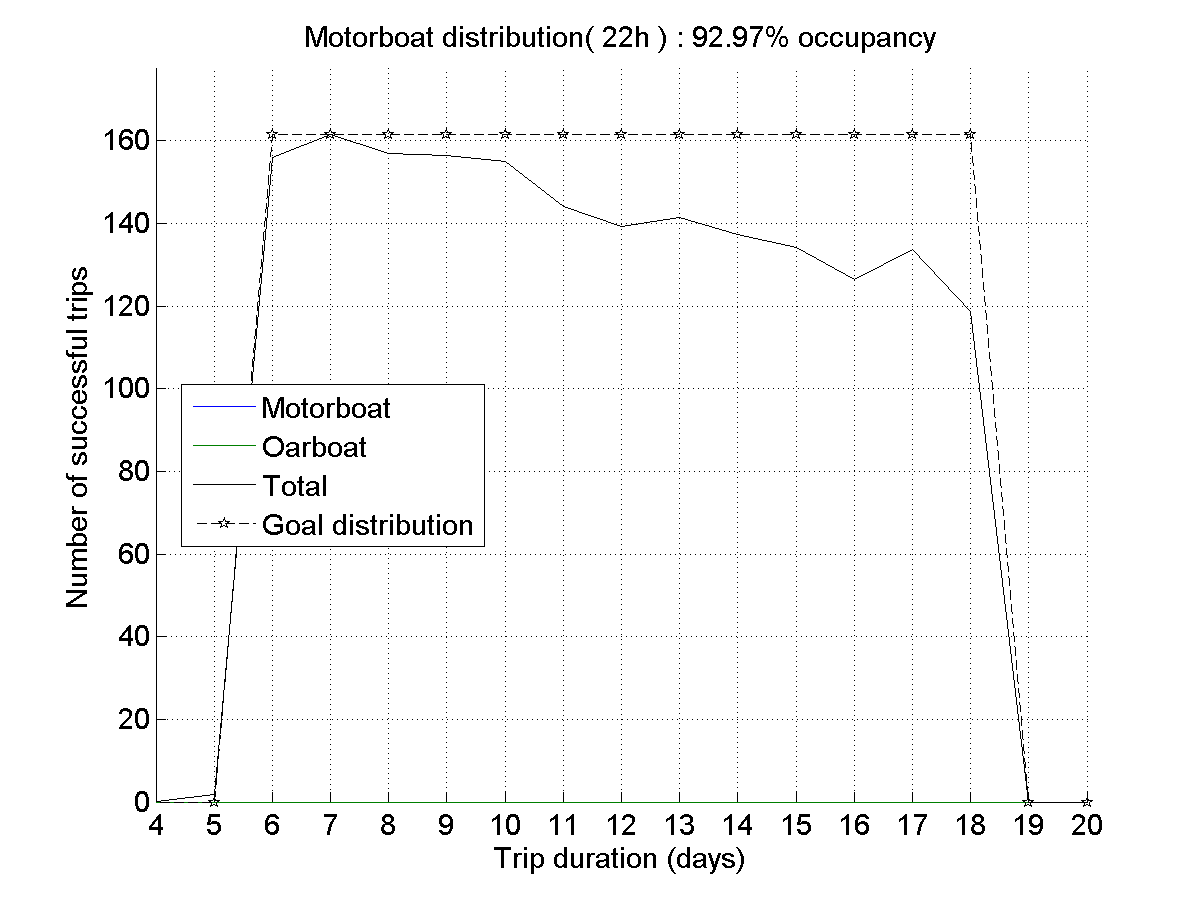 Motorboat distribution( 22h ) : 92.97% occupancy
Number of successful trips
160
140
120
100
80
60
40
20
0
Motorboat
Oarboat
Total
Goal distribution
4 5 6 7 8 9 10 11 12 13 14 15 16 17 18 19 20
Trip duration (days)